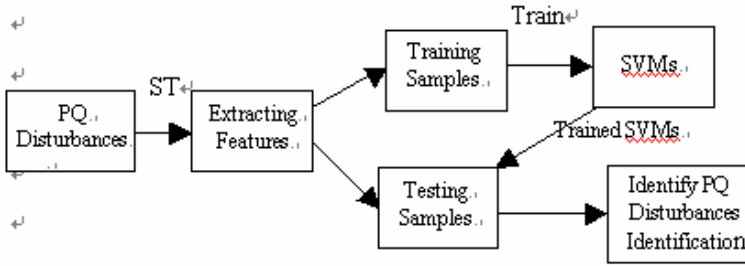 Train
Training
Samples
SVMs
ST
PQ
Disturbances
Extracting
Features
Trained SVMs
Testing
Samples
Identify PQ
Disturbances
Identification